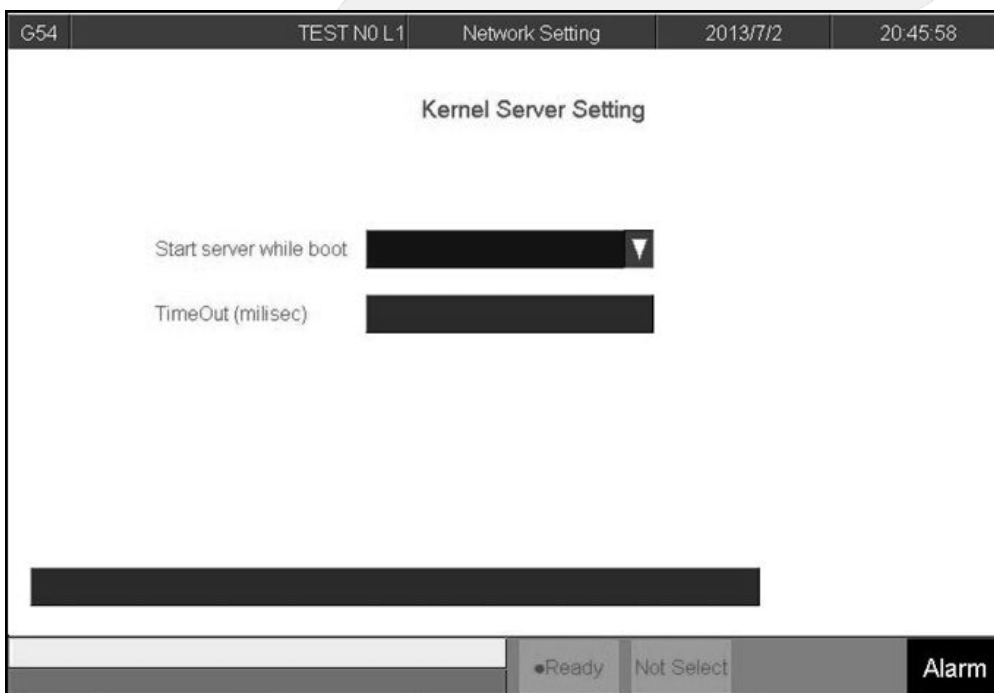 G54 TEST N0 L1 Network Setting 2013/7/2 20:45:58
Kernel Server Setting
Start server while boot
TimeOut (milisec)
●Ready Not Select Alarm